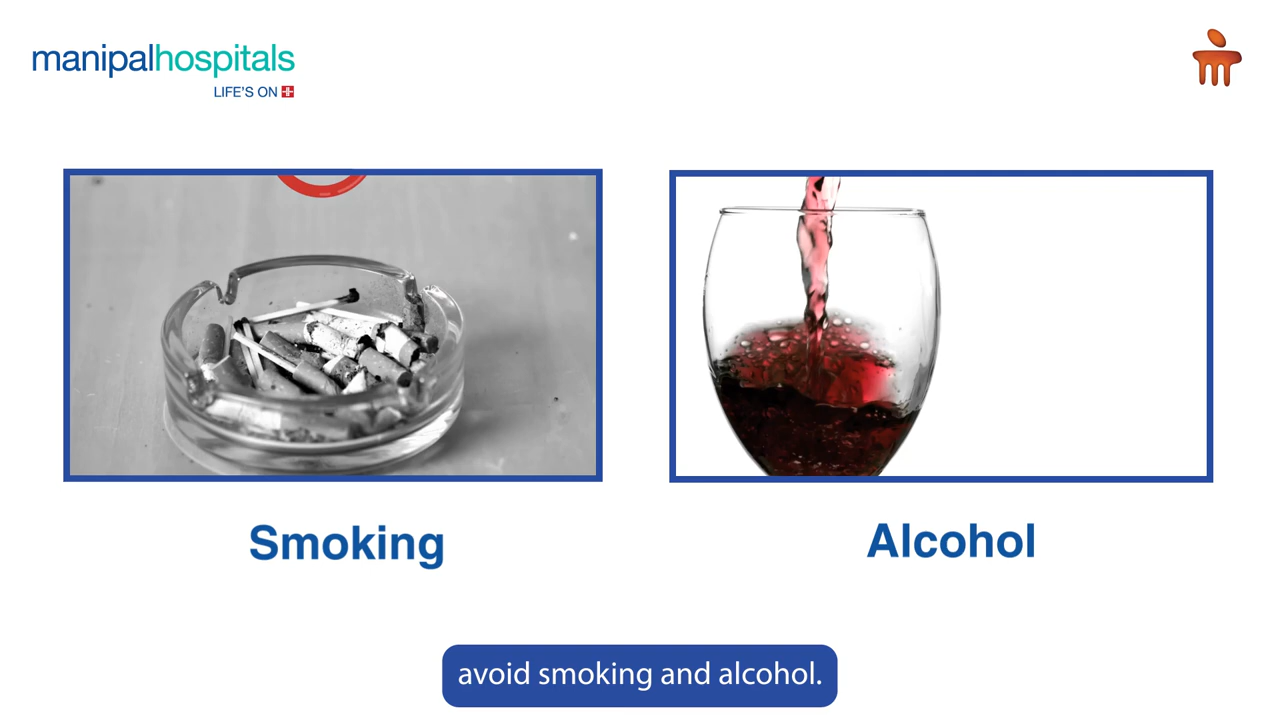 manipalhospitals
LIFE'S ON
Smoking
Alcohol
avoid smoking and alcohol.